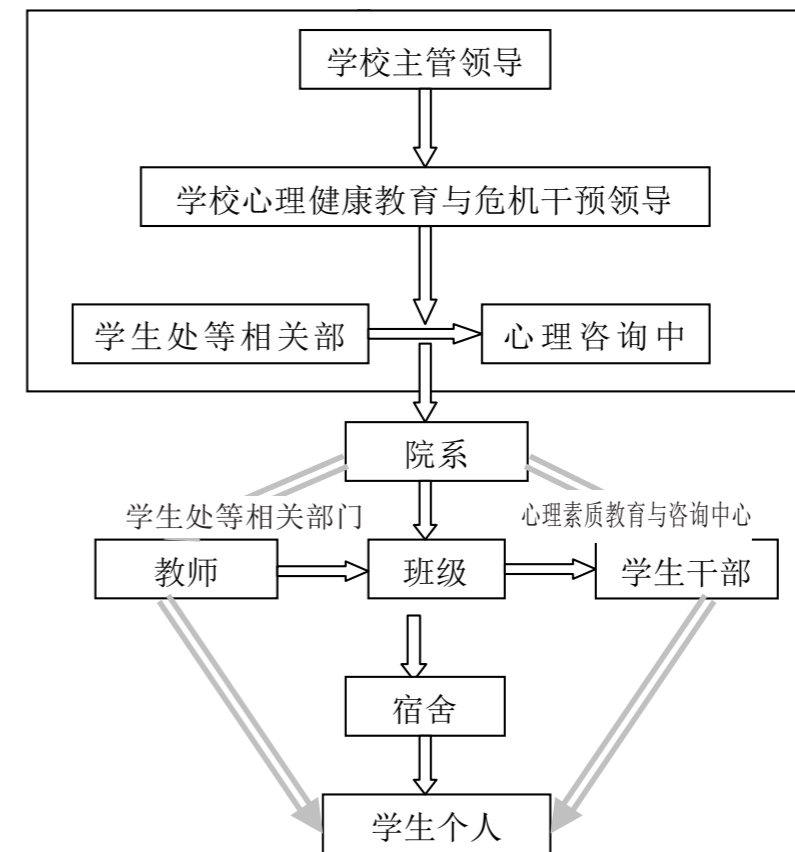 学校主管领导
学校心理健康教育与危机干预领导
学生处等相关部
心理咨询中
院系
学生处等相关部门
心理素质教育与咨询中心
教师
班级
学生干部
宿舍
学生个人